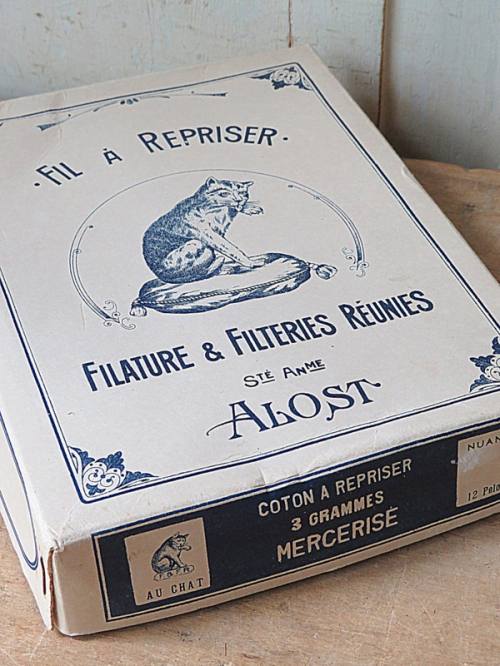 ·FIL À REPRISER·
FILATURE & FILTERIES RÉUNIES
STÉ ANME
ALOST
COTON A REPRISER
3 GRAMMES
MERCERISÉ
F.&F.R
AU CHAT
NUAN
12 Pelo